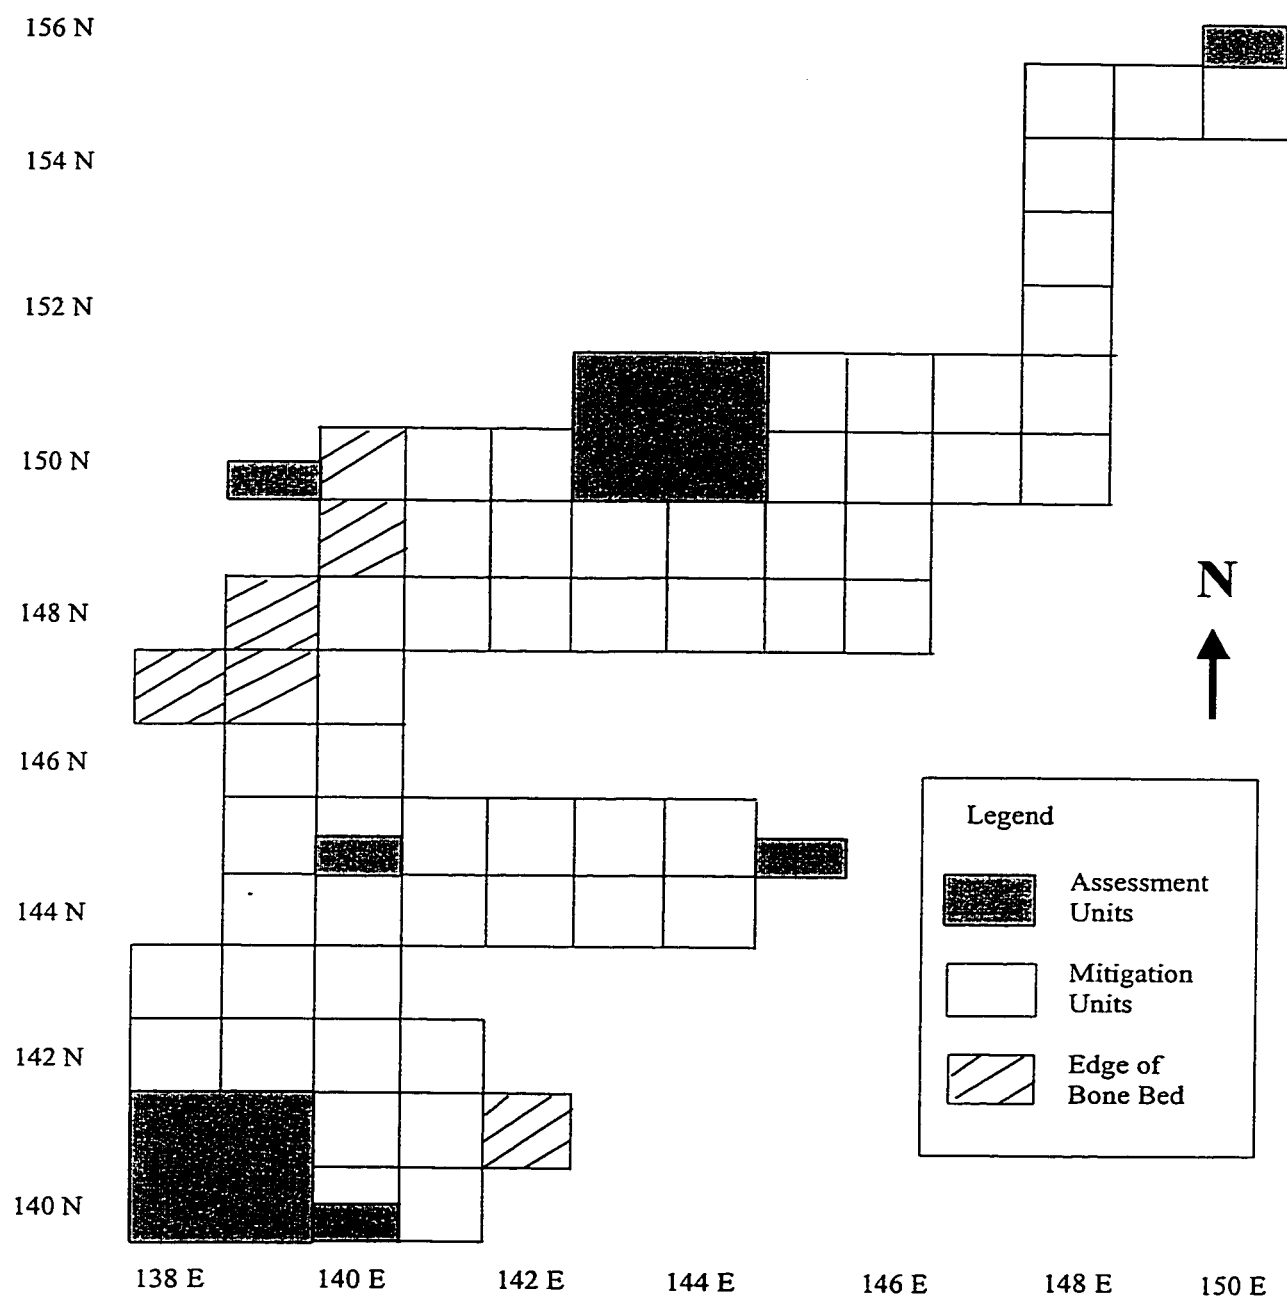 156 N
154 N
152 N
150 N
148 N
N
146 N
Legend
Assessment
Units
144 N
Mitigation
Units
142 N
Edge of
Bone Bed
140 N
138 E 140 E 142 E 144 E 146 E 148 E 150 E